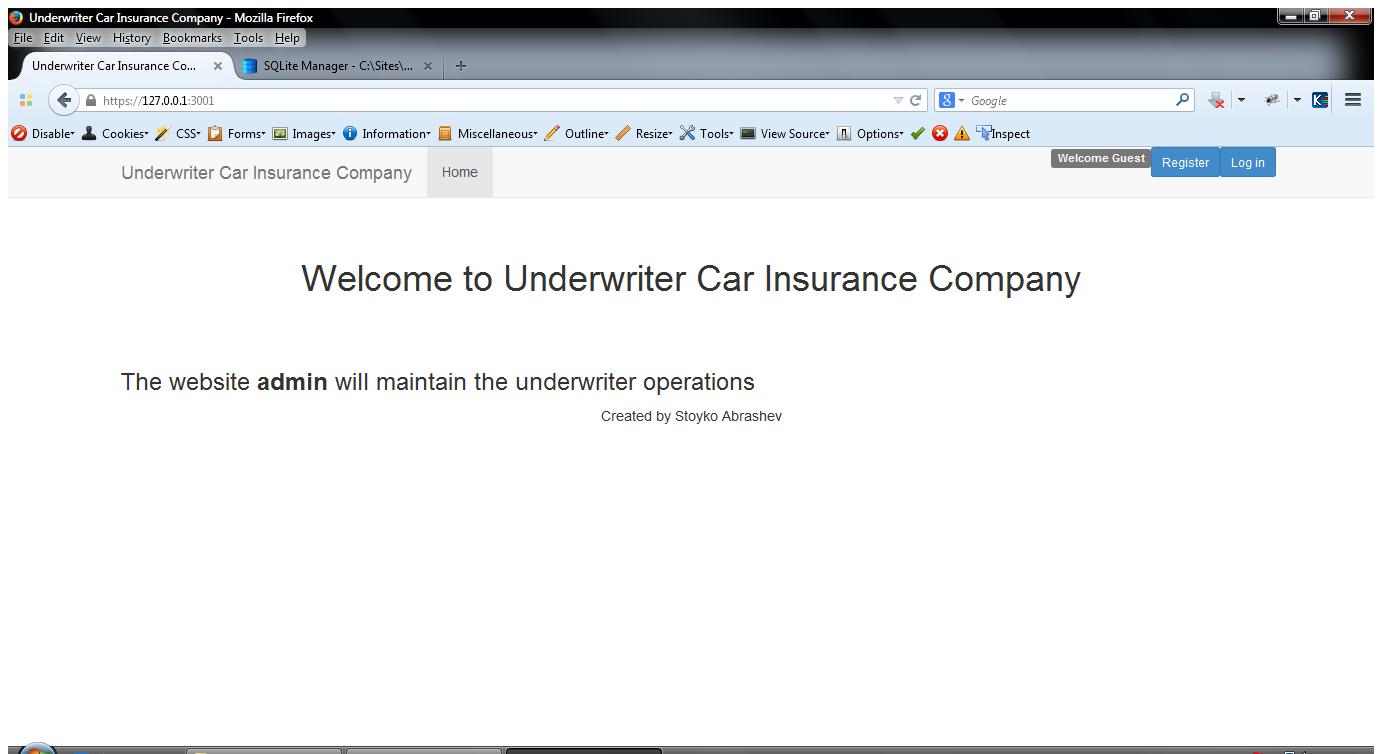 Underwriter Car Insurance Company - Mozilla Firefox
File Edit View History Bookmarks Tools Help
Underwriter Car Insurance Co... SQLite Manager - C:\Sites\...
https://127.0.0.1:3001 Google
Disable Cookies CSS Forms Images Information Miscellaneous Outline Resize Tools View Source Options Inspect
Underwriter Car Insurance Company Home Welcome Guest Register Log in
Welcome to Underwriter Car Insurance Company
The website admin will maintain the underwriter operations
Created by Stoyko Abrashev